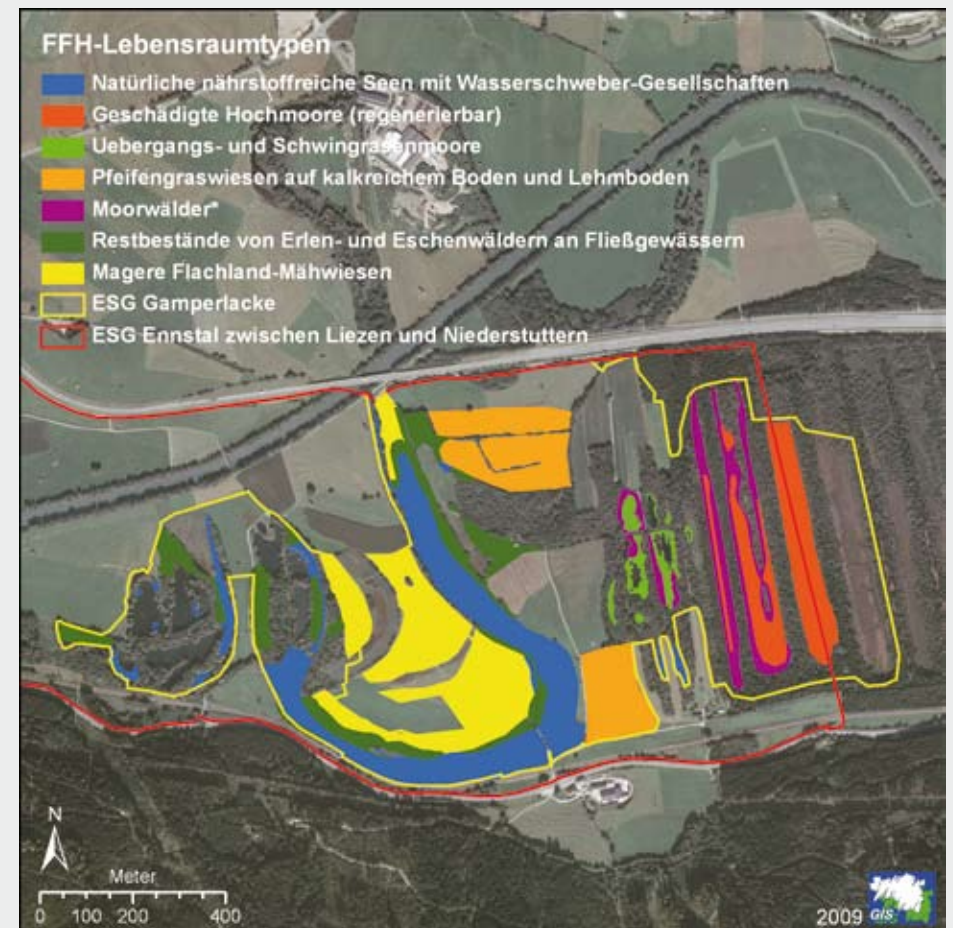 FFH-Lebensraumtypen
Natürliche nährstoffreiche Seen mit Wasserschweber-Gesellschaften
Geschädigte Hochmoore (regenerierbar)
Uebergangs- und Schwingrasenmoore
Pfeifengraswiesen auf kalkreichem Boden und Lehmboden
Moorwälder*
Restbestände von Erlen- und Eschenwäldern an Fließgewässern
Magere Flachland-Mähwiesen
ESG Gamperlacke
ESG Ennstal zwischen Liezen und Niederstuttern
N
Meter
0 100 200 400
2009 GIS